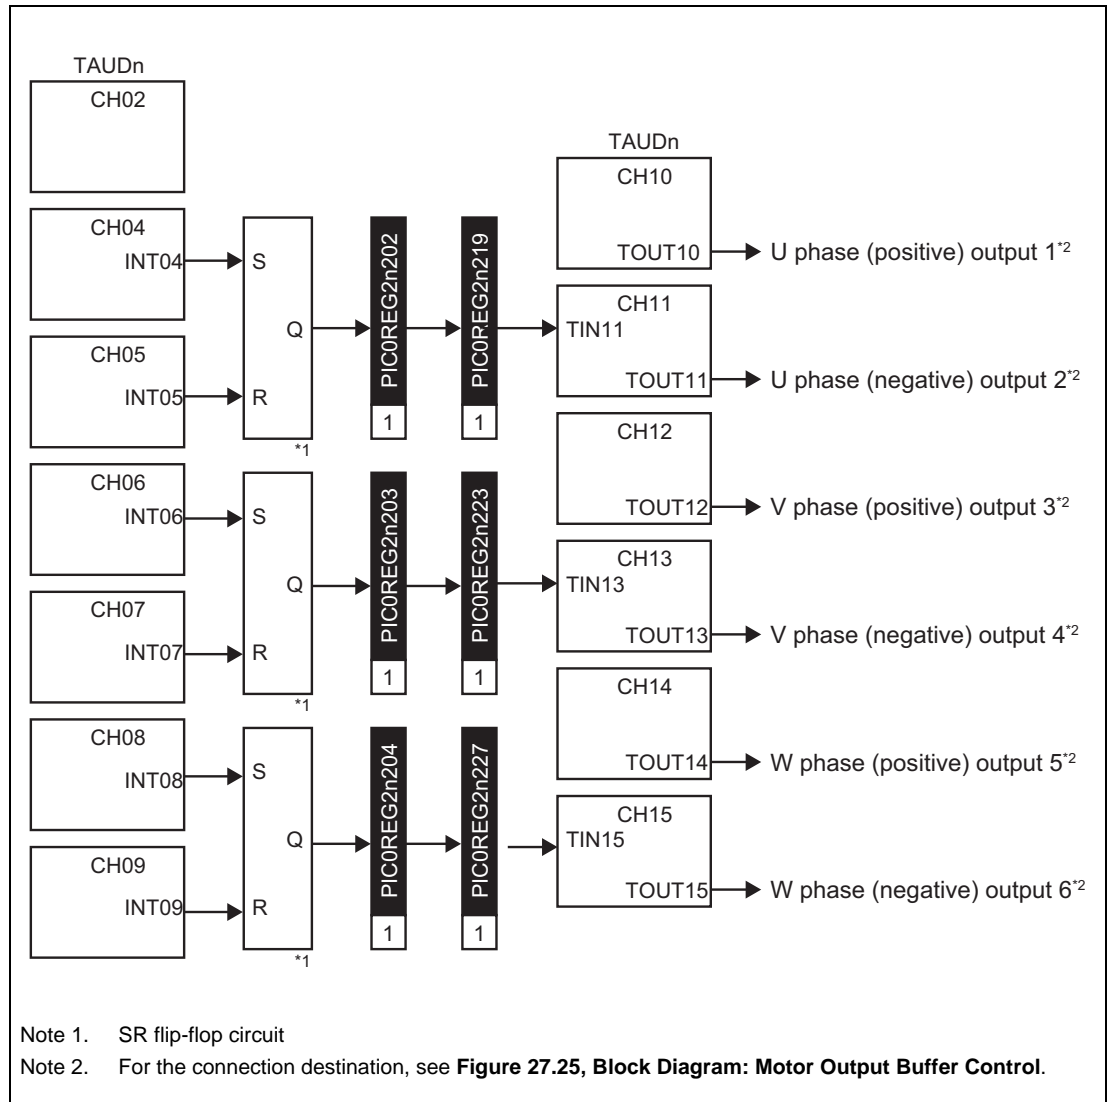 TAUDn
CH02
CH04
INT04
CH05
INT05
CH06
INT06
CH07
INT07
CH08
INT08
CH09
INT09
S
Q
R
*1
S
Q
R
*1
S
Q
R
*1
PIC0REG2n202
1
PIC0REG2n219
1
PIC0REG2n203
1
PIC0REG2n223
1
PIC0REG2n204
1
PIC0REG2n227
1
TAUDn
CH10
TOUT10
U phase (positive) output 1*2
CH11
TIN11
TOUT11
U phase (negative) output 2*2
CH12
TOUT12
V phase (positive) output 3*2
CH13
TIN13
TOUT13
V phase (negative) output 4*2
CH14
TOUT14
W phase (positive) output 5*2
CH15
TIN15
TOUT15
W phase (negative) output 6*2
Note 1. SR flip-flop circuit
Note 2. For the connection destination, see Figure 27.25, Block Diagram: Motor Output Buffer Control.